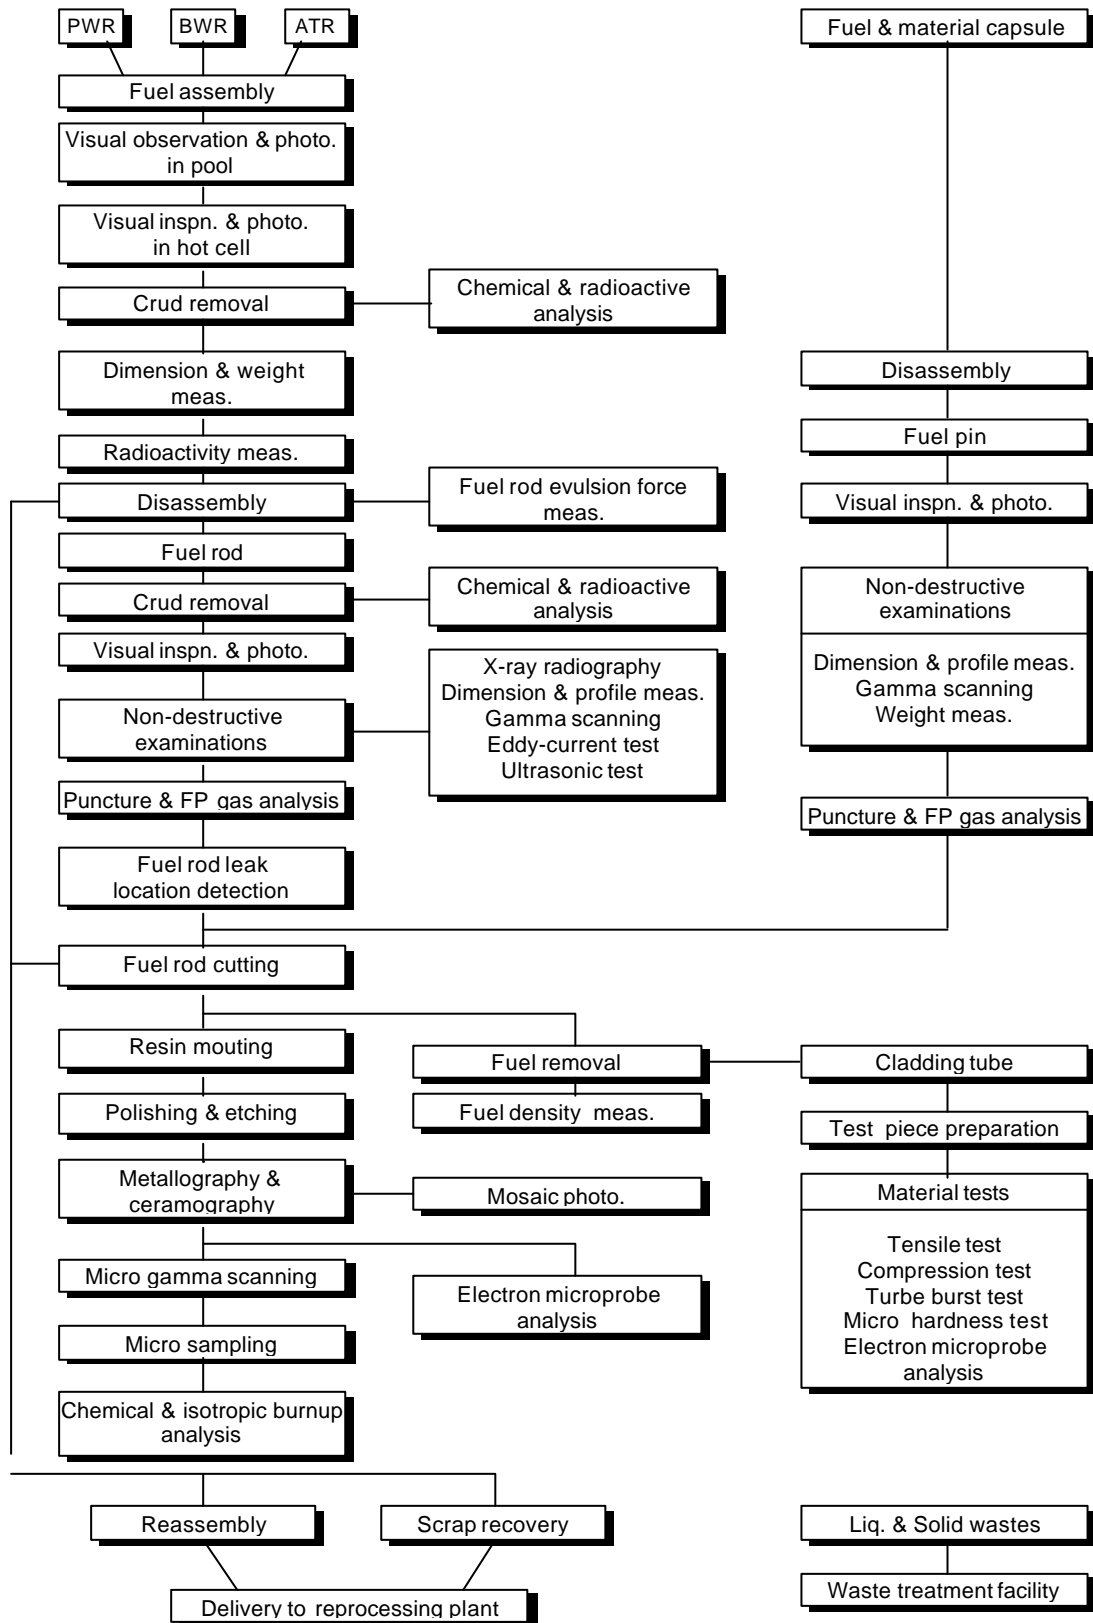 PWR
BWR
ATR
Fuel & material capsule
Fuel assembly
Visual observation & photo.
in pool
Visual inspn. & photo.
in hot cell
Crud removal
Chemical & radioactive
analysis
Dimension & weight
meas.
Disassembly
Fuel pin
Radioactivity meas.
Disassembly
Fuel rod evulsion force
meas.
Visual inspn. & photo.
Fuel rod
Crud removal
Chemical & radioactive
analysis
Non-destructive
examinations
Visual inspn. & photo.
X-ray radiography
Dimension & profile meas.
Gamma scanning
Eddy-current test
Ultrasonic test
Dimension & profile meas.
Gamma scanning
Weight meas.
Non-destructive
examinations
Puncture & FP gas analysis
Puncture & FP gas analysis
Fuel rod leak
location detection
Fuel rod cutting
Resin mouting
Fuel removal
Cladding tube
Polishing & etching
Fuel density meas.
Test piece preparation
Metallography &
ceramography
Mosaic photo.
Material tests
Tensile test
Compression test
Turbe burst test
Micro hardness test
Electron microprobe
analysis
Micro gamma scanning
Electron microprobe
analysis
Micro sampling
Chemical & isotropic burnup
analysis
Reassembly
Scrap recovery
Liq. & Solid wastes
Delivery to reprocessing plant
Waste treatment facility